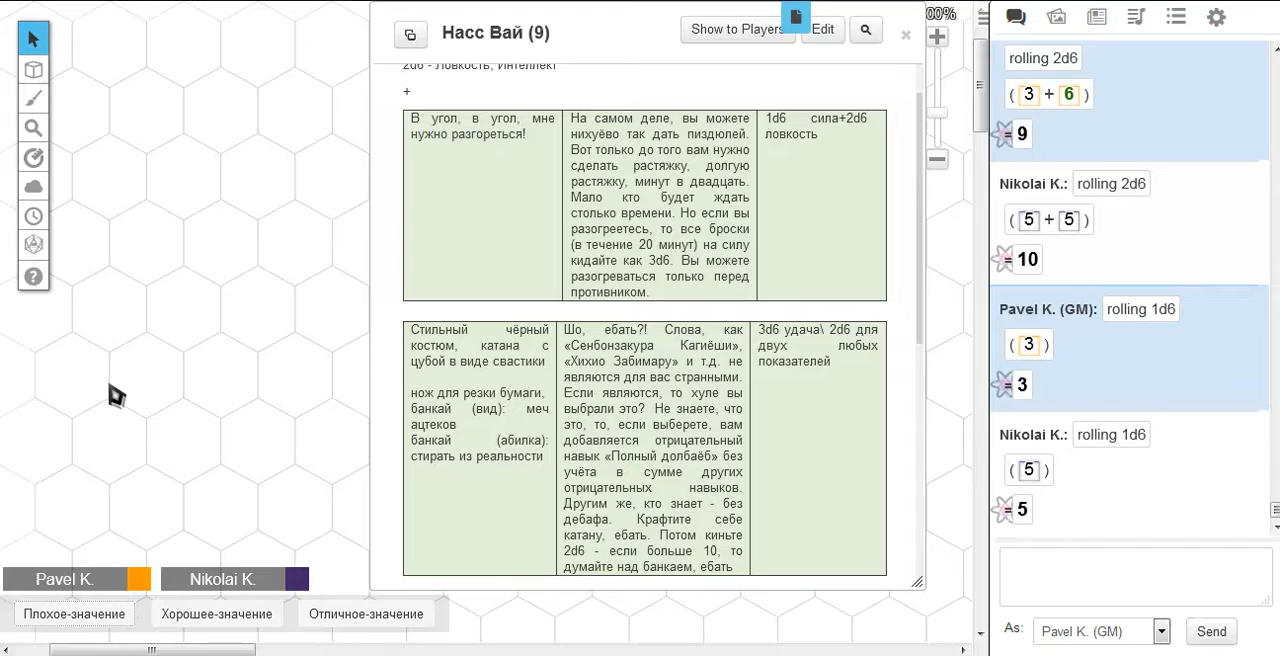 00%
Насс Вай (9)
Show to Players
Edit
2d6 - Ловкость, Интеллект
+
В угол, в угол, мне
нужно разгореться!
На самом деле, вы можете
нихуёво так дать пиздюлей.
Вот только до того вам нужно
сделать растяжку, долгую
растяжку, минут в двадцать.
Мало кто будет ждать
столько времени. Но если вы
разогреетесь, то все броски
(в течение 20 минут) на силу
кидайте как 3d6. Вы можете
разогреваться только перед
противником.
1d6 сила+2d6
ловкость
Стильный чёрный
костюм, катана с
цубой в виде свастики
нож для резки бумаги,
банкай (вид): меч
ацтеков
банкай (абилка):
стирать из реальности
Шо, ебать?! Слова, как
«Сенбонзакура Кагиёши»,
«Хихио Забимару» и т.д. не
являются для вас странными.
Если являются, то хуле вы
выбрали это? Не знаете, что
это, то, если выберете, вам
добавляется отрицательный
навык «Полный долбаёб» без
учёта в сумме других
отрицательных навыков.
Другим же, кто знает - без
дебафа. Крафтите себе
катану, ебать. Потом киньте
2d6 - если больше 10, то
думайте над банкаем, ебать
3d6 удача\ 2d6 для
двух любых
показателей
Pavel K.
Nikolai K.
Плохое-значение
Хорошее-значение
Отличное-значение
rolling 2d6
( 3 + 6 )
= 9
Nikolai K.: rolling 2d6
( 5 + 5 )
= 10
Pavel K. (GM): rolling 1d6
( 3 )
= 3
Nikolai K.: rolling 1d6
( 5 )
= 5
As: Pavel K. (GM)
Send